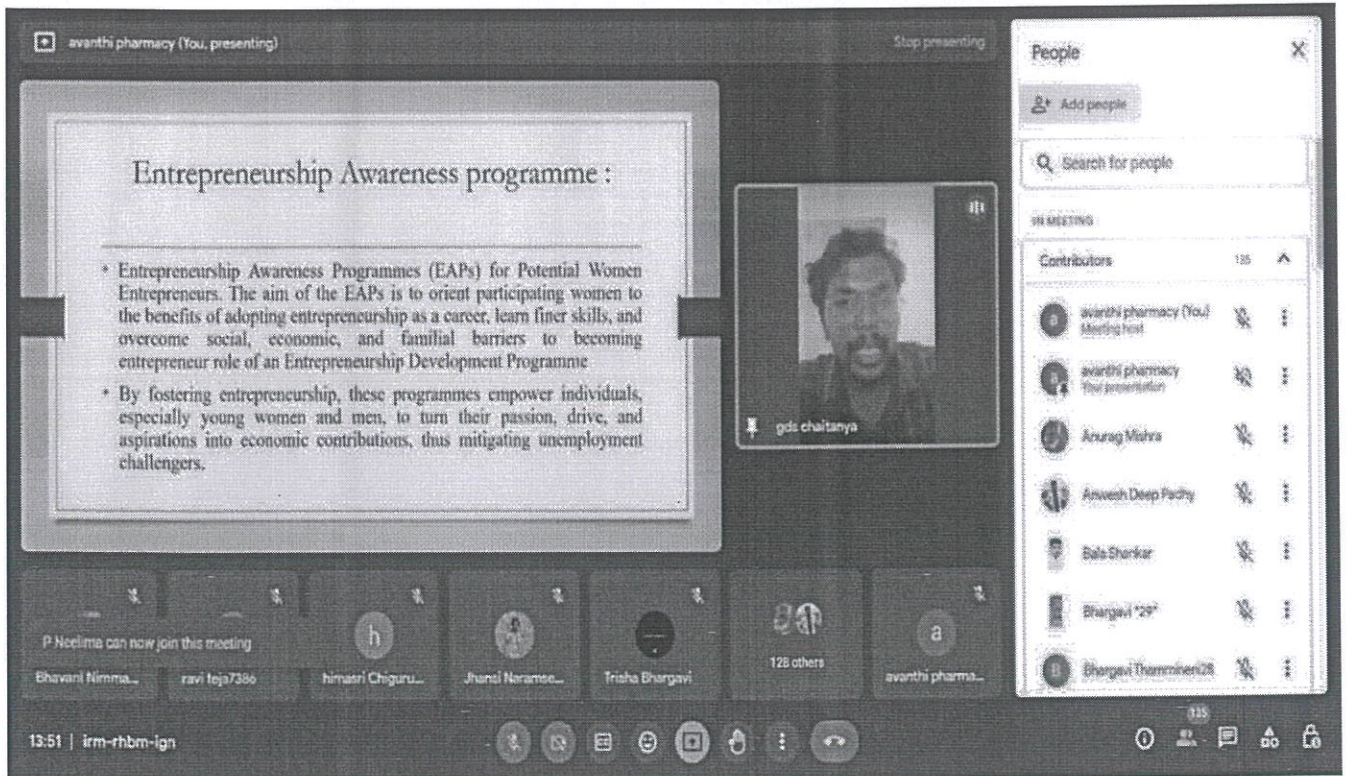 avanthi pharmacy (You, presenting)
Stop presenting
Entrepreneurship Awareness programme :
* Entrepreneurship Awareness Programmes (EAPs) for Potential Women
Entrepreneurs. The aim of the EAPs is to orient participating women to
the benefits of adopting entrepreneurship as a career, learn finer skills, and
overcome social, economic, and familial barriers to becoming
entrepreneur role of an Entrepreneurship Development Programme
* By fostering entrepreneurship, these programmes empower individuals,
especially young women and men, to turn their passion, drive, and
aspirations into economic contributions, thus mitigating unemployment
challengers.
gds chaitanya
P Neelima can now join this meeting
Bhavani Nimma...
ravi teja7386
h
himasri Chiguru...
Jhansi Naramse...
Trisha Bhargavi
128 others
a
avanthi pharma...
13:51 | irm-rhbm-ign
135
People
Add people
Search for people
IN MEETING
Contributors 135
a
avanthi pharmacy (You)
Meeting host
avanthi pharmacy
Your presentation
Anurag Mishra
Anwesh Deep Padhy
Bala Shankar
Bhargavi "29"
B
Bhargavi Thammineni28